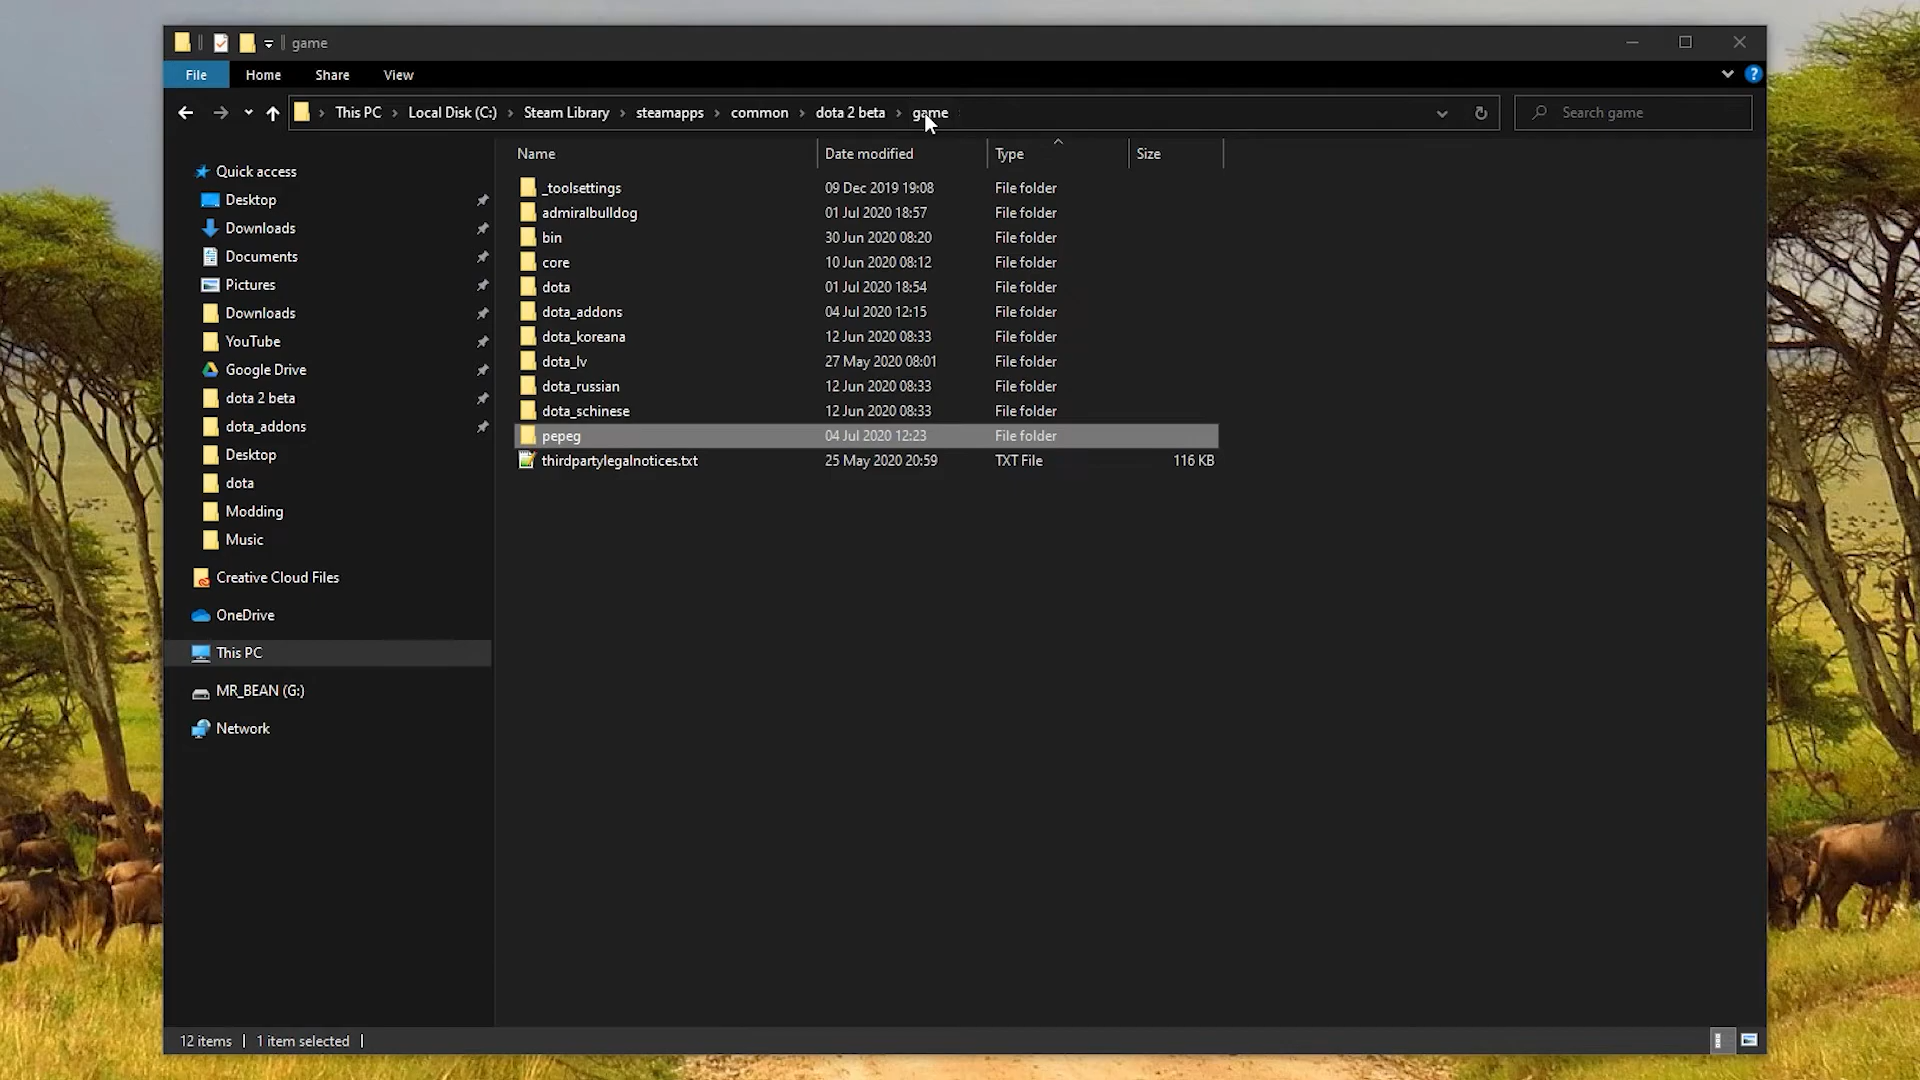 game
File Home Share View
This PC Local Disk (C:) Steam Library steamapps common dota 2 beta game Search game
Name Date modified Type Size
Quick access
Desktop
Downloads
Documents
Pictures
Downloads
YouTube
Google Drive
dota 2 beta
dota_addons
Desktop
dota
Modding
Music
Creative Cloud Files
OneDrive
This PC
MR_BEAN (G:)
Network
_toolsettings 09 Dec 2019 19:08 File folder
admiralbulldog 01 Jul 2020 18:57 File folder
bin 30 Jun 2020 08:20 File folder
core 10 Jun 2020 08:12 File folder
dota 01 Jul 2020 18:54 File folder
dota_addons 04 Jul 2020 12:15 File folder
dota_koreana 12 Jun 2020 08:33 File folder
dota_lv 27 May 2020 08:01 File folder
dota_russian 12 Jun 2020 08:33 File folder
dota_schinese 12 Jun 2020 08:33 File folder
pepeg 04 Jul 2020 12:23 File folder
thirdpartylegalnotices.txt 25 May 2020 20:59 TXT File 116 KB
12 items 1 item selected